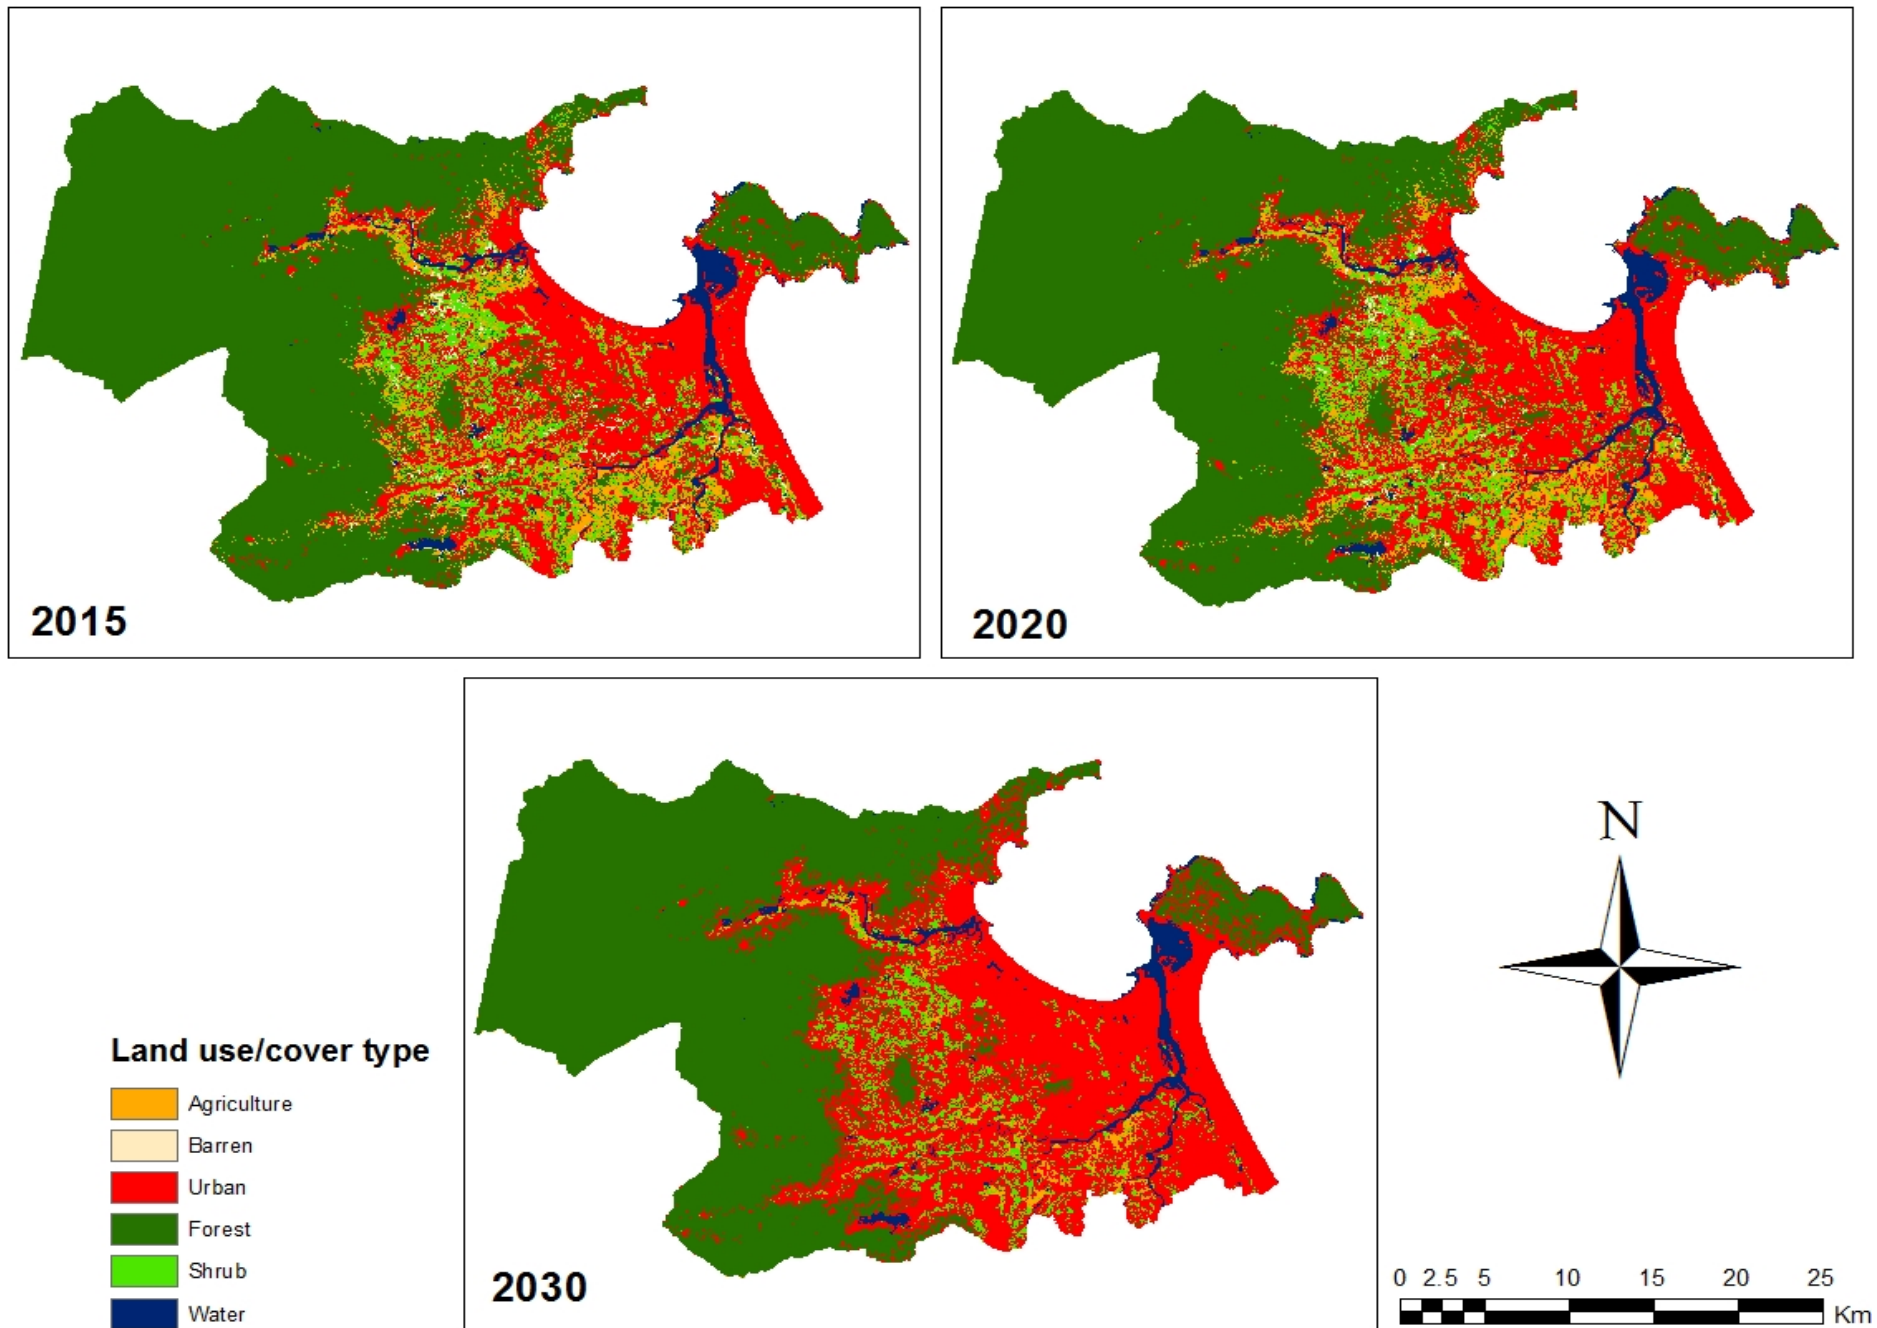 2015
2020
2030
N
Land use/cover type
Agriculture
Barren
Urban
Forest
Shrub
Water
0 2.5 5 10 15 20 25
Km